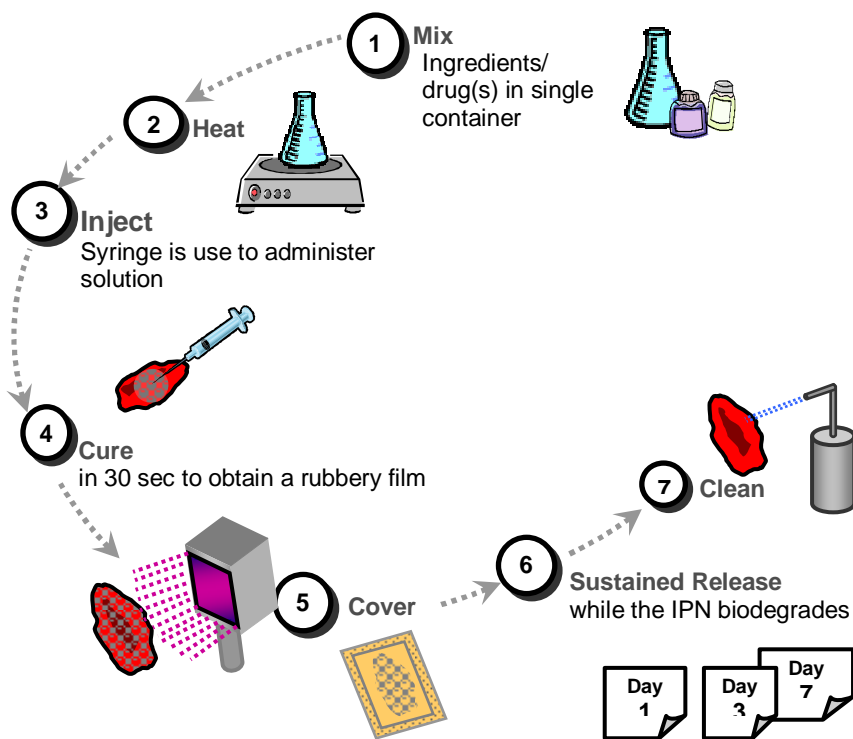 1 Mix
Ingredients/
drug(s) in single
container
2 Heat
3 Inject
Syringe is use to administer
solution
4 Cure
in 30 sec to obtain a rubbery film
5 Cover
6 Sustained Release
while the IPN biodegrades
Day
1
Day
3
Day
7
7 Clean